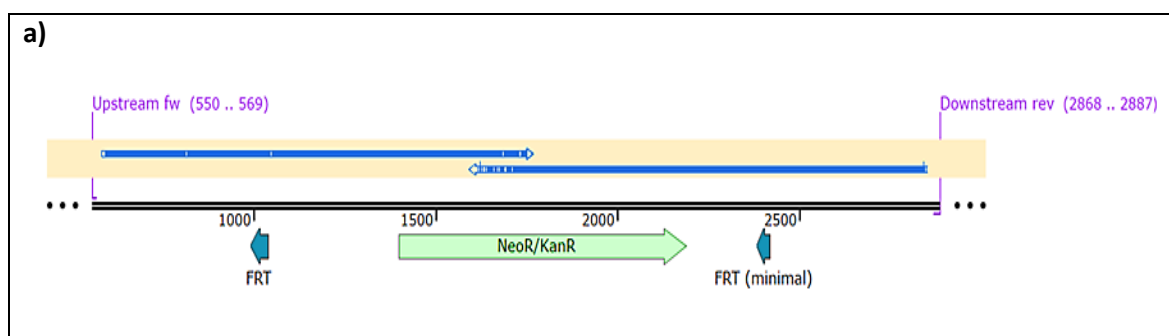 a)
Upstream fw (550 .. 569)
Downstream rev (2868 .. 2887)
1000
1500
2000
2500
NeoR/KanR
FRT
FRT (minimal)